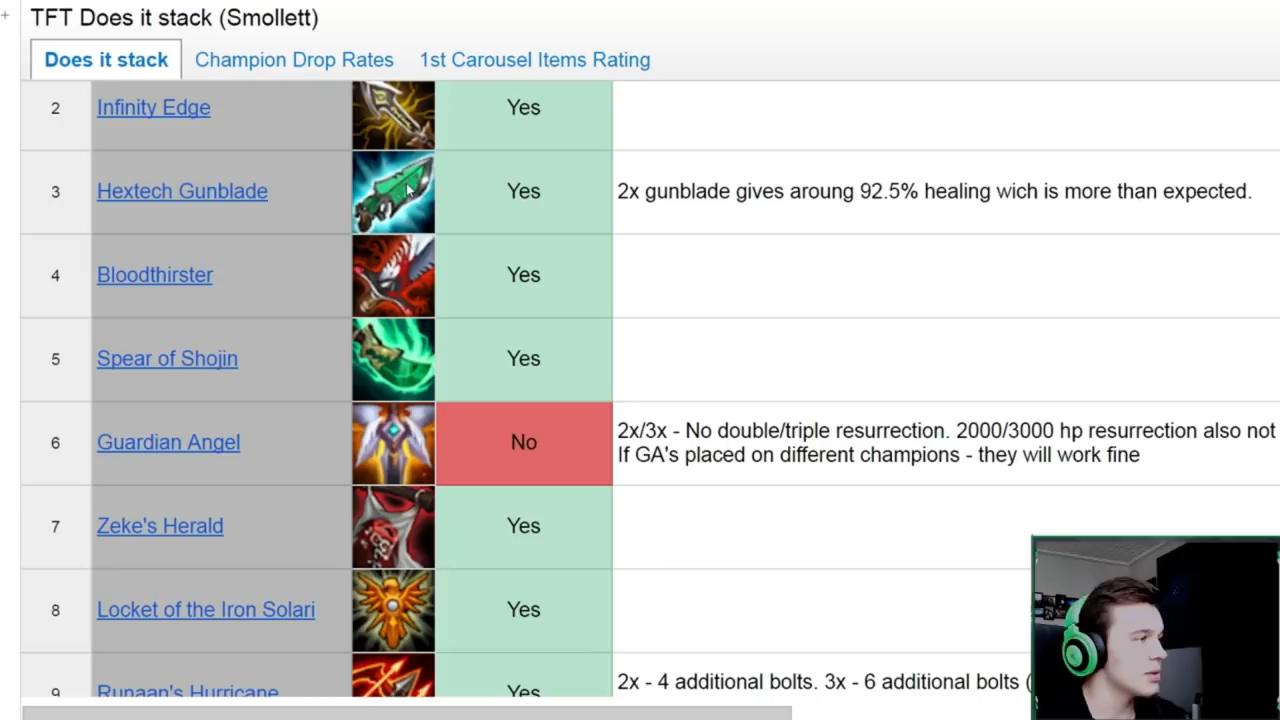 TFT Does it stack (Smollett)
Does it stack Champion Drop Rates 1st Carousel Items Rating
2 Infinity Edge Yes
3 Hextech Gunblade Yes 2x gunblade gives aroung 92.5% healing wich is more than expected.
4 Bloodthirster Yes
5 Spear of Shojin Yes
6 Guardian Angel No 2x/3x - No double/triple resurrection. 2000/3000 hp resurrection also not
If GA's placed on different champions - they will work fine
7 Zeke's Herald Yes
8 Locket of the Iron Solari Yes
9 Runaan's Hurricane Yes 2x - 4 additional bolts. 3x - 6 additional bolts (